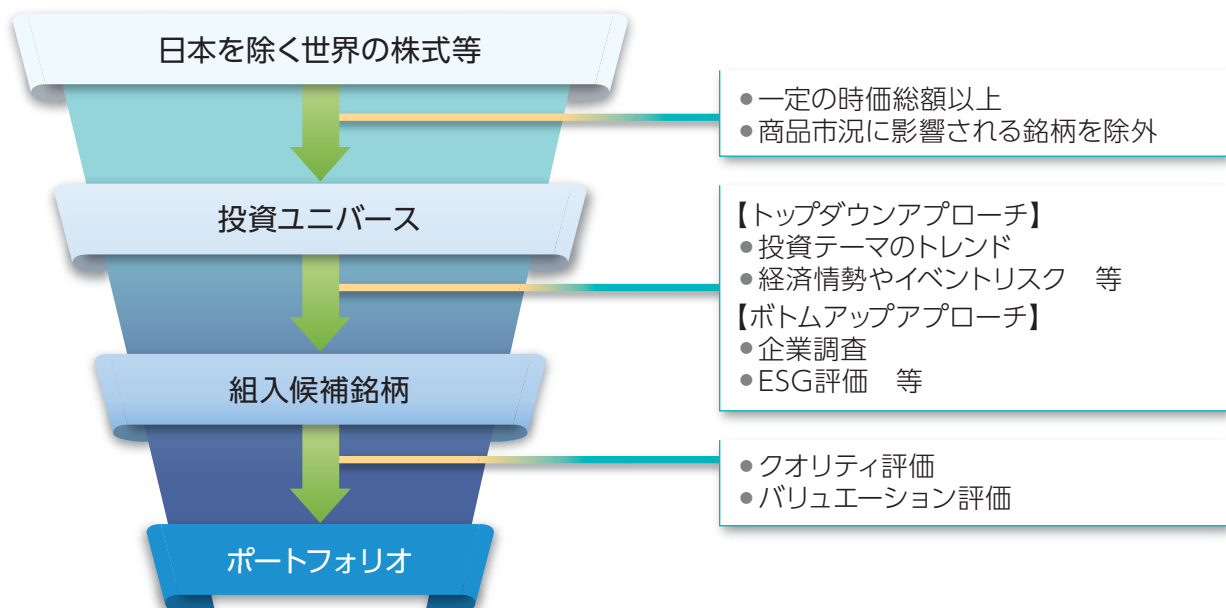 日本を除く世界の株式等
●一定の時価総額以上
●商品市況に影響される銘柄を除外
投資ユニバース
【トップダウンアプローチ】
●投資テーマのトレンド
●経済情勢やイベントリスク　等
【ボトムアップアプローチ】
●企業調査
●ESG評価　等
組入候補銘柄
●クオリティ評価
●バリュエーション評価
ポートフォリオ